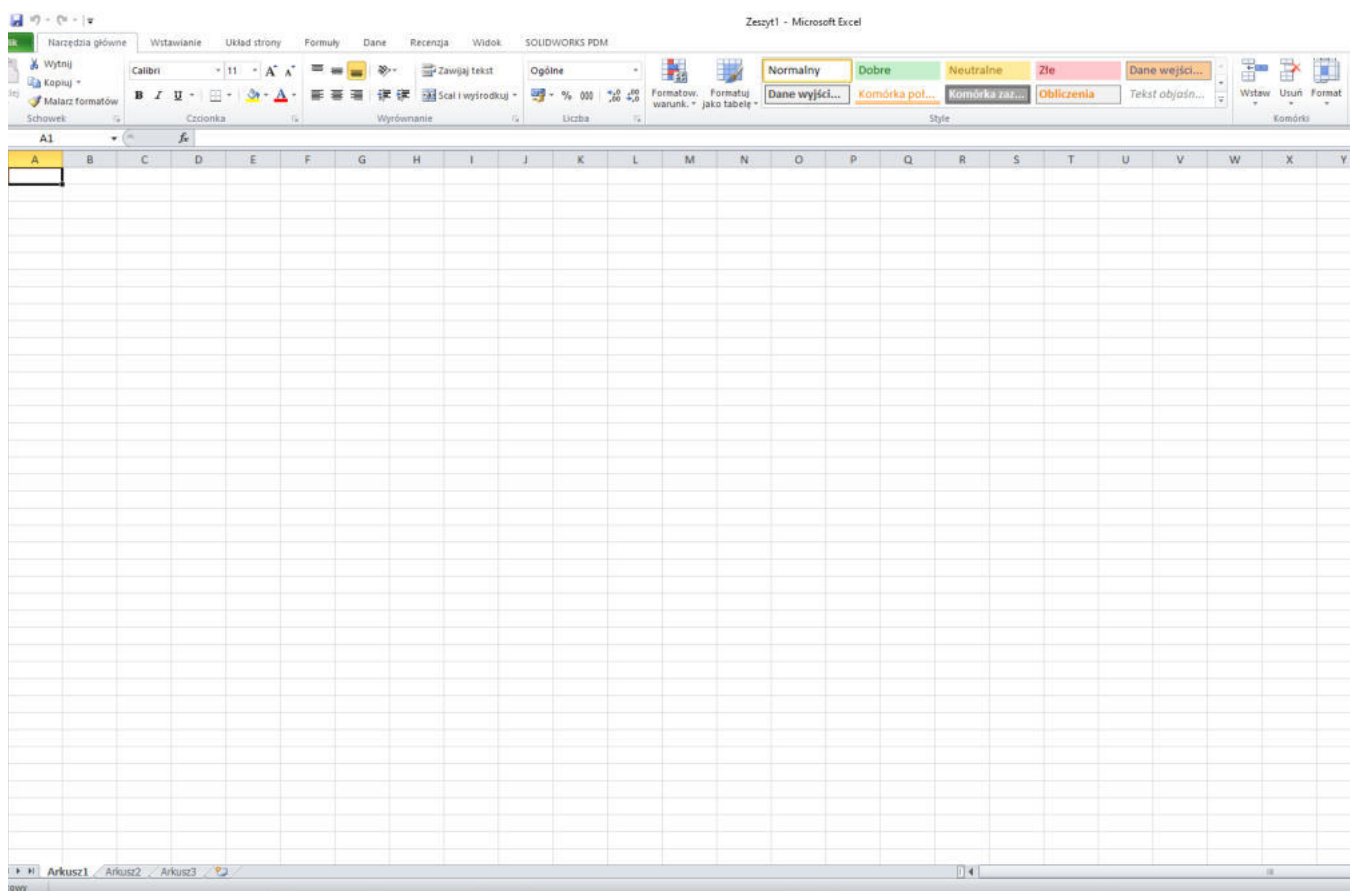 Zeszyt1 - Microsoft Excel
Narzędzia główne Wstawianie Układ strony Formuły Dane Recenzja Widok SOLIDWORKS PDM
Wytnij
Kopiuj
Malarz formatów
Schowek
Calibri 11
B I U
Czcionka
Zawijaj tekst
Scal i wyśrodkuj
Wyrównanie
Ogólne
% 000
Liczba
Formatow. warunk.
Formatuj jako tabelę
Normalny Dobre Neutralne Złe Dane wejści...
Dane wyjści... Komórka poł... Komórka zaz... Obliczenia Tekst objaśn...
Style
Wstaw Usuń Format
Komórki
A1 fx
A B C D E F G H I J K L M N O P Q R S T U V W X Y
Arkusz1 Arkusz2 Arkusz3